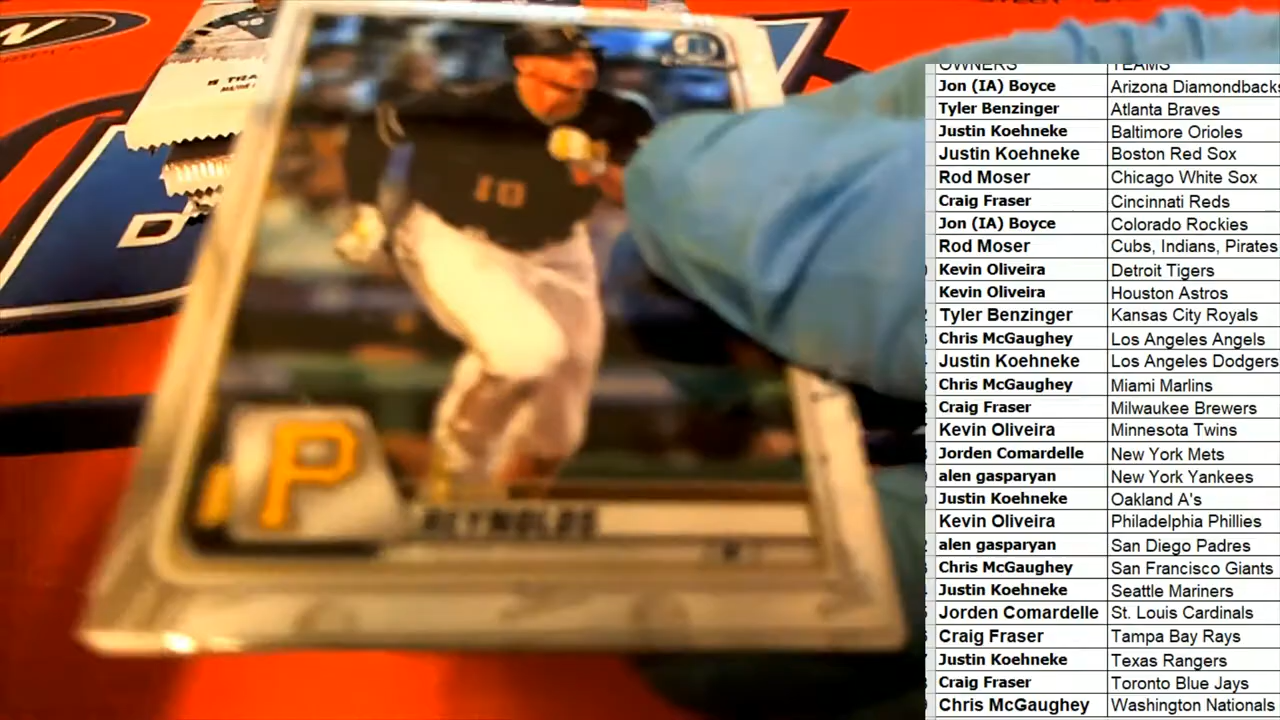 OWNERS TEAMS
Jon (IA) Boyce Arizona Diamondbacks
Tyler Benzinger Atlanta Braves
Justin Koehneke Baltimore Orioles
Justin Koehneke Boston Red Sox
Rod Moser Chicago White Sox
Craig Fraser Cincinnati Reds
Jon (IA) Boyce Colorado Rockies
Rod Moser Cubs, Indians, Pirates
Kevin Oliveira Detroit Tigers
Kevin Oliveira Houston Astros
Tyler Benzinger Kansas City Royals
Chris McGaughey Los Angeles Angels
Justin Koehneke Los Angeles Dodgers
Chris McGaughey Miami Marlins
Craig Fraser Milwaukee Brewers
Kevin Oliveira Minnesota Twins
Jorden Comardelle New York Mets
alen gasparyan New York Yankees
Justin Koehneke Oakland A's
Kevin Oliveira Philadelphia Phillies
alen gasparyan San Diego Padres
Chris McGaughey San Francisco Giants
Justin Koehneke Seattle Mariners
Jorden Comardelle St. Louis Cardinals
Craig Fraser Tampa Bay Rays
Justin Koehneke Texas Rangers
Craig Fraser Toronto Blue Jays
Chris McGaughey Washington Nationals
10
P
REYNOLDS
D